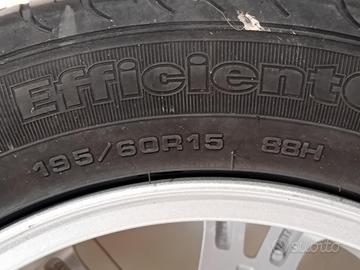 Efficient
195/60R15 88H
subito